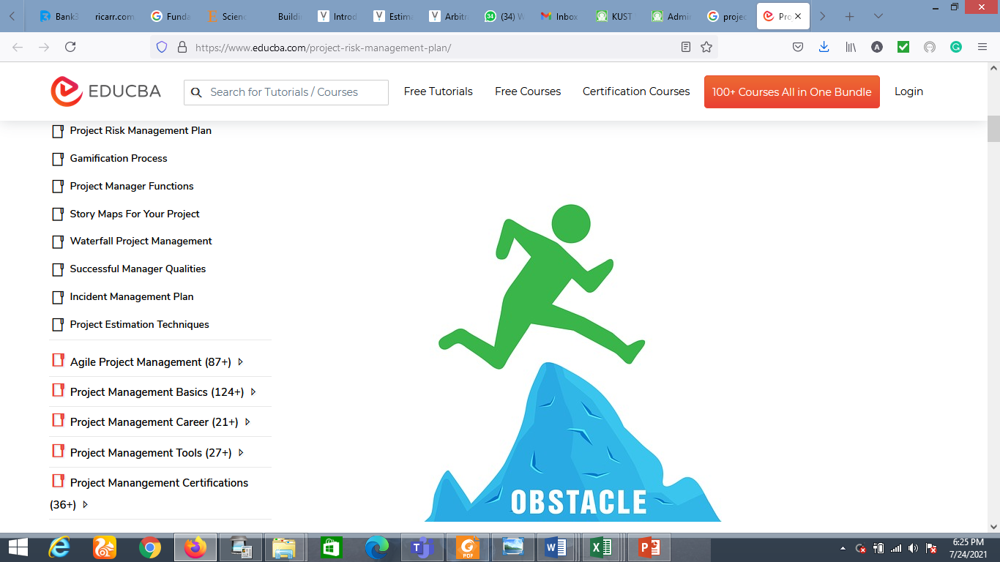 Bank3
ricarr.com
Funda
Scienc
Buildi
Introd
Estima
Arbitra
(34) W
Inbox
KUST
Admir
projec
Proj
https://www.educba.com/project-risk-management-plan/
EDUCBA
Search for Tutorials / Courses
Free Tutorials
Free Courses
Certification Courses
100+ Courses All in One Bundle
Login
Project Risk Management Plan
Gamification Process
Project Manager Functions
Story Maps For Your Project
Waterfall Project Management
Successful Manager Qualities
Incident Management Plan
Project Estimation Techniques
Agile Project Management (87+)
Project Management Basics (124+)
Project Management Career (21+)
Project Management Tools (27+)
Project Manangement Certifications
(36+)
OBSTACLE
6:25 PM
7/24/2021